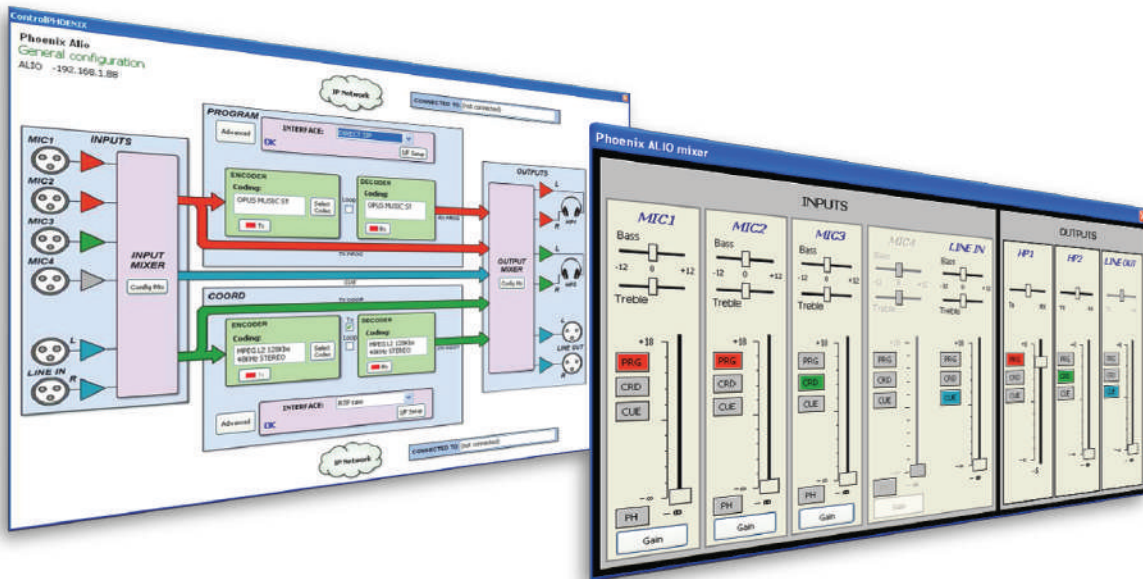 ControlPHOENIX
Phoenix Alio
General configuration
ALIO -192.168.1.88
IP Network
CONNECTED TO: (not connected)
PROGRAM
Advanced
INTERFACE:
OK
INPUTS
MIC1
MIC2
MIC3
MIC4
LINE IN
L
R
INPUT
MIXER
Config Mix
ENCODER
Coding:
OPUS MUSIC ST
Select
Codec
Tx
LOOP
DECODER
Coding:
OPUS MUSIC ST
Rx
CUE
COORD
ENCODER
Coding:
MPEG L2 128Kbs
48KHz STEREO
Select
Codec
Tx
Tx
LOOP
DECODER
Coding:
MPEG L2 128Kbs
48KHz STEREO
Rx
Advanced
INTERFACE:
OK
I/F Setup
I/F Setup
IP Network
CONNECTED TO: (not connected)
OUTPUTS
OUTPUT
MIXER
Config Mix
L
R
L
R
L
LINE OUT
R
Phoenix ALIO mixer
INPUTS
MIC1
Bass
-12 0 +12
Treble
+18
PRG
CRD
CUE
-∞
PH
Gain
MIC2
Bass
-12 0 +12
Treble
+18
PRG
CRD
CUE
-∞
PH
Gain
MIC3
Bass
-12 0 +12
Treble
+18
PRG
CRD
CUE
-∞
PH
Gain
MIC4
Bass
-12 0 +12
Treble
+18
PRG
CRD
CUE
-∞
Gain
LINE IN
Bass
-12 0 +12
Treble
+18
PRG
CRD
CUE
-∞
OUTPUTS
HP1
PRG
CRD
CUE
HP2
PRG
CRD
CUE
LINE OUT
PRG
CRD
CUE